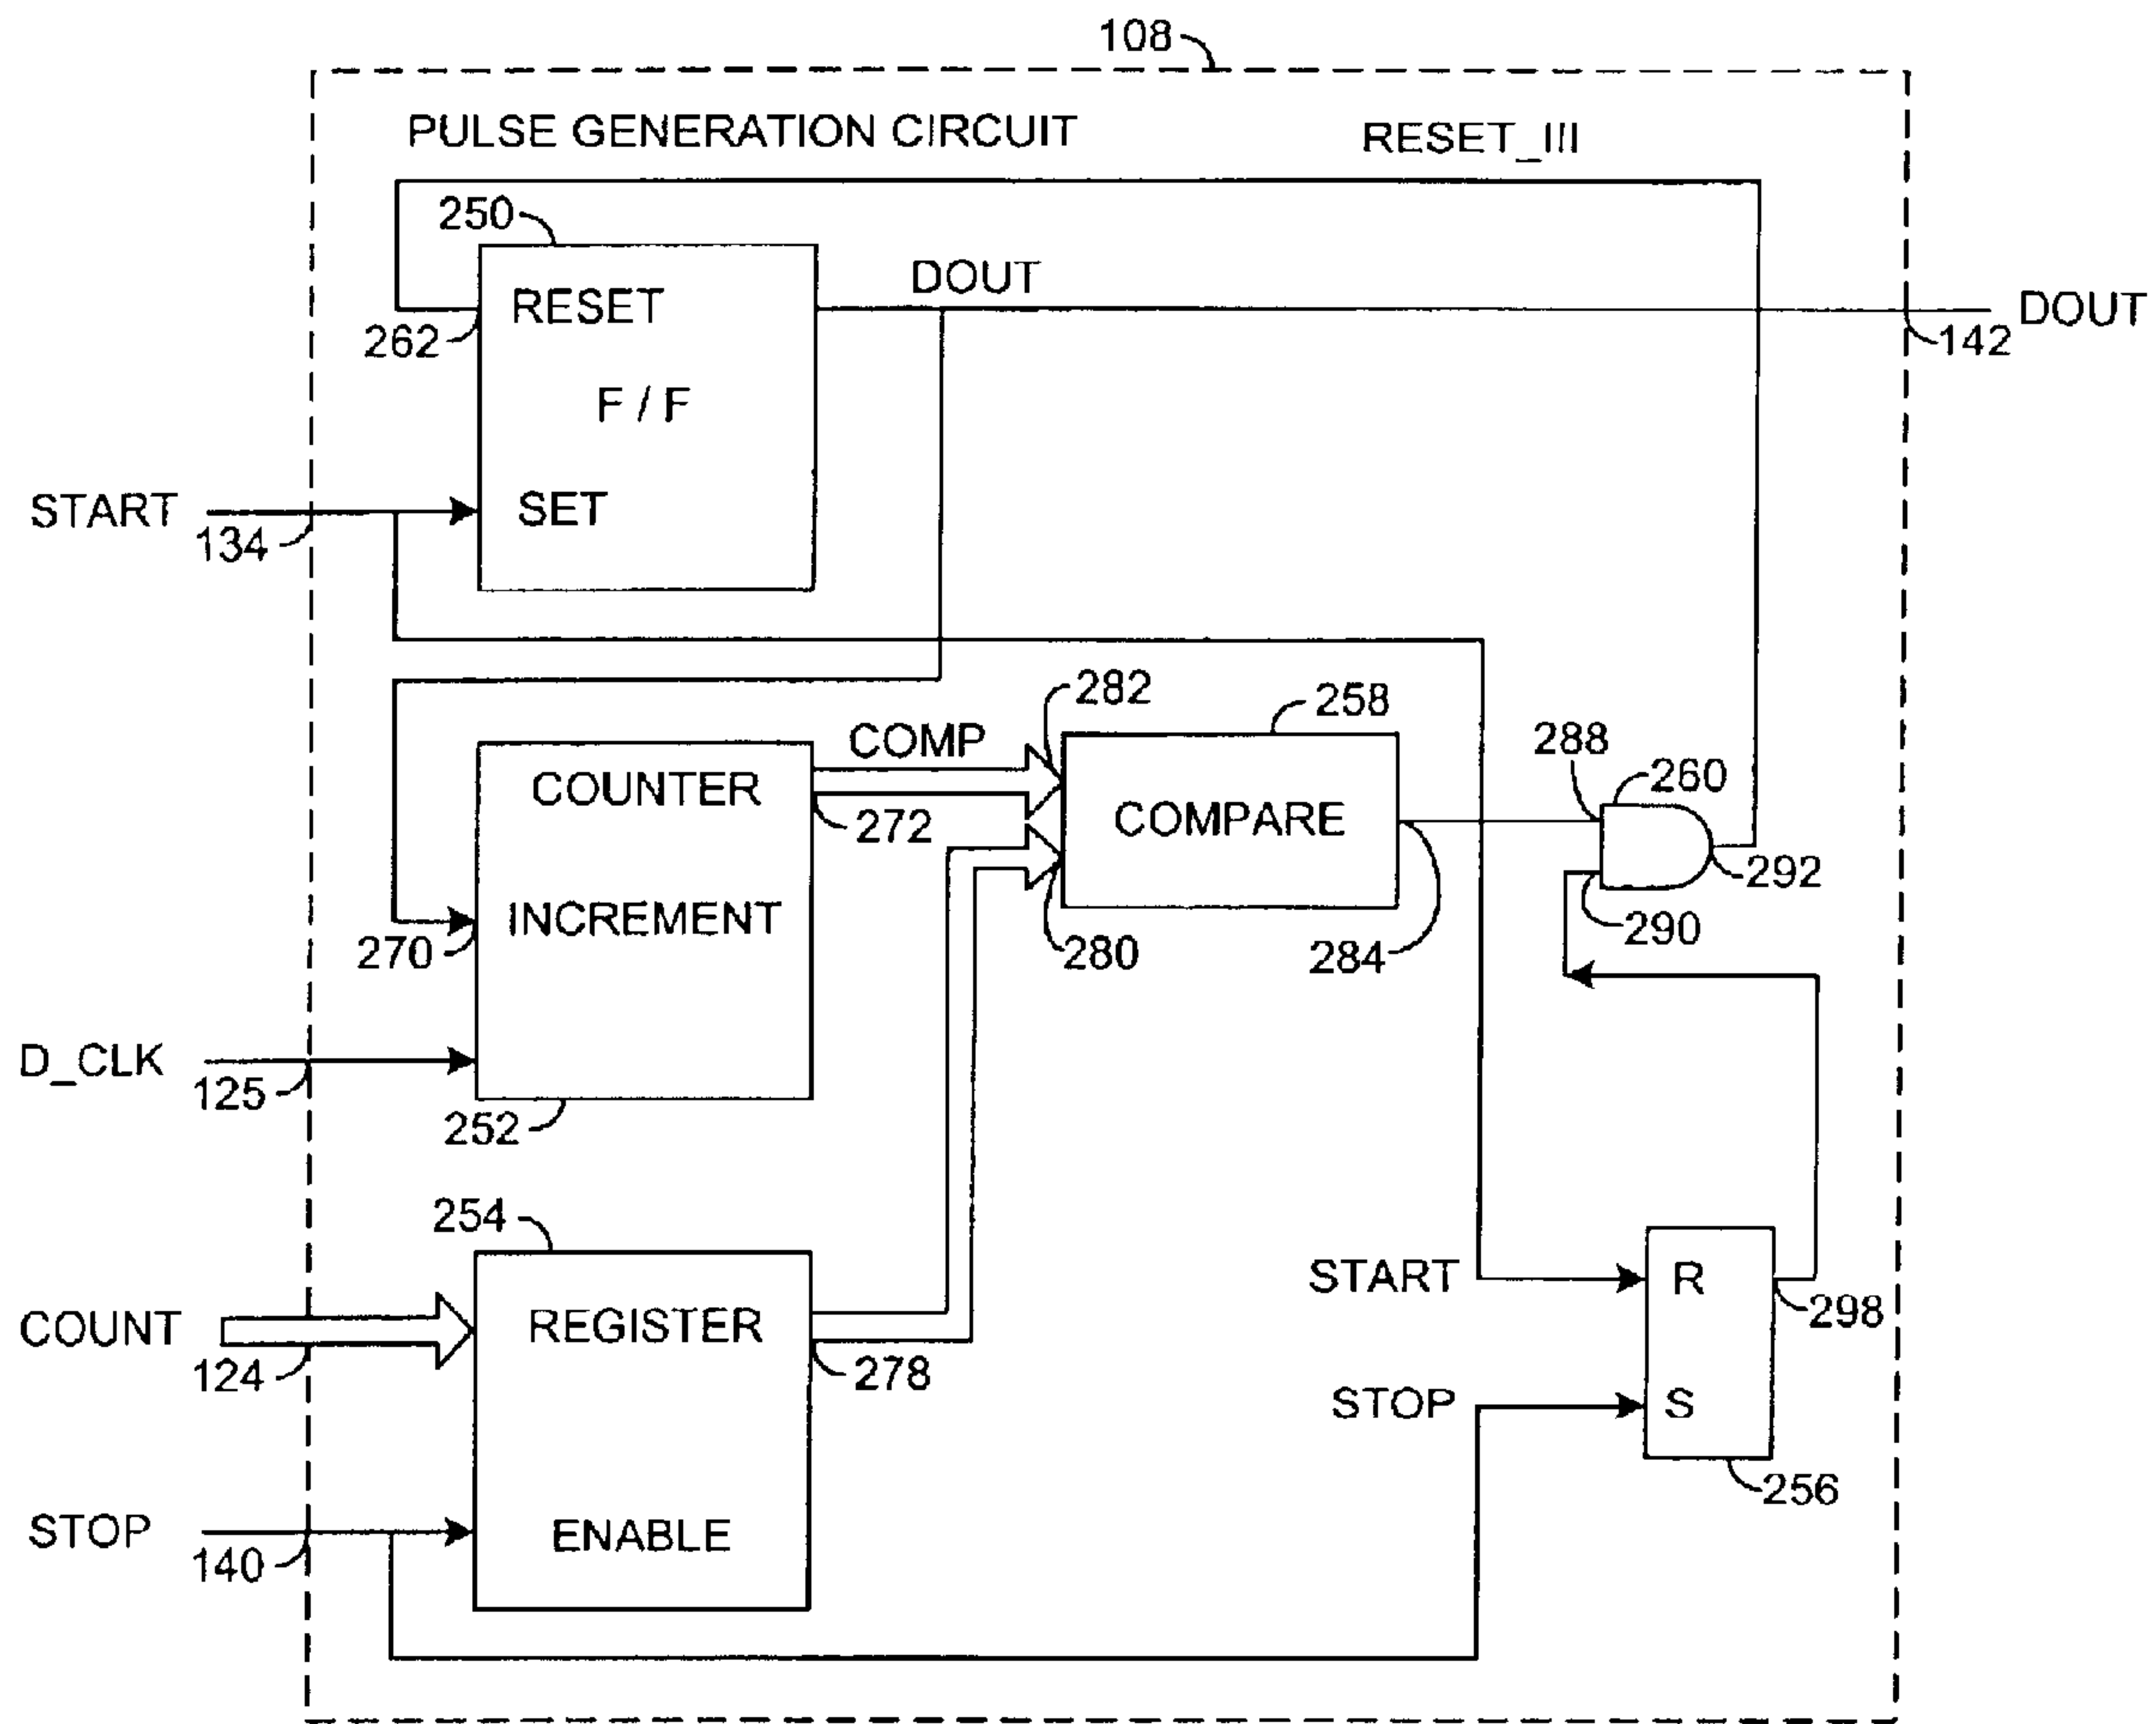 108
PULSE GENERATION CIRCUIT
RESET_III
250
DOUT
RESET
262
F / F
SET
DOUT
142
START
134
282
258
COMP
COUNTER
272
COMPARE
288
260
INCREMENT
270
280
284
290
292
D_CLK
125
252
254
START
R
298
COUNT
124
REGISTER
278
STOP
S
256
STOP
140
ENABLE